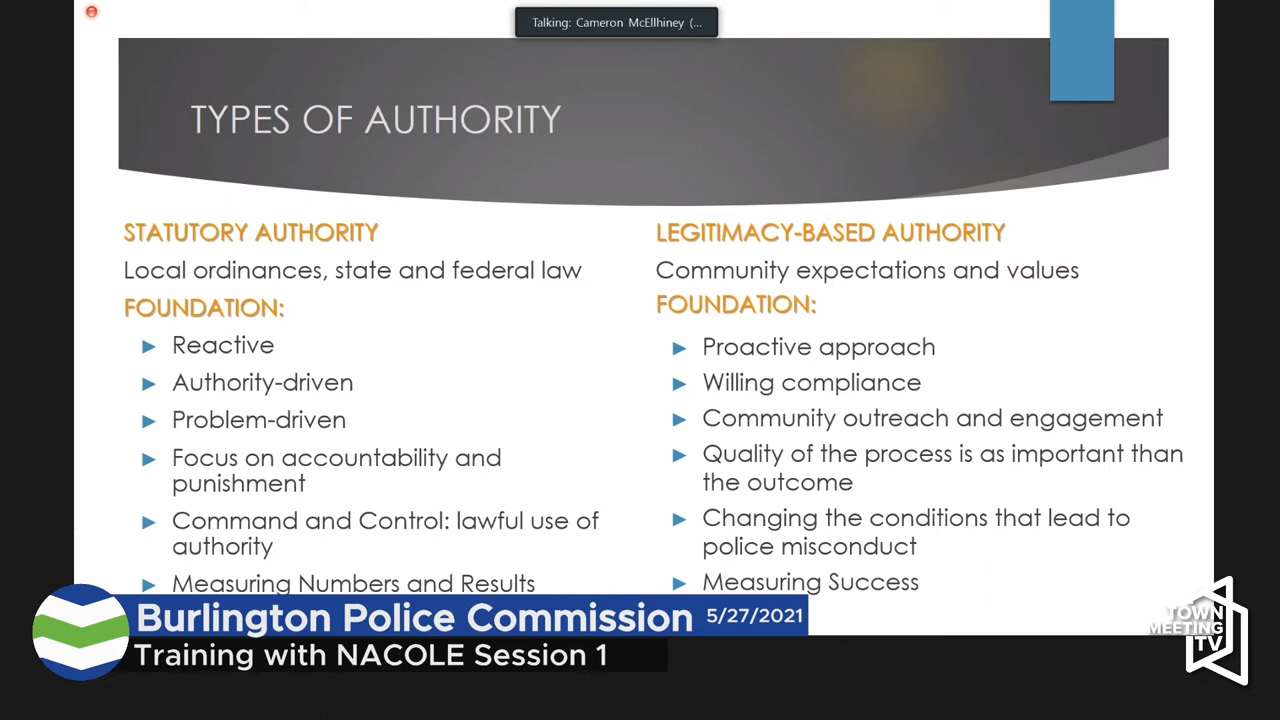 Talking: Cameron McEllhiney (...
TYPES OF AUTHORITY
STATUTORY AUTHORITY
Local ordinances, state and federal law
FOUNDATION:
Reactive
Authority-driven
Problem-driven
Focus on accountability and
punishment
Command and Control: lawful use of
authority
Measuring Numbers and Results
LEGITIMACY-BASED AUTHORITY
Community expectations and values
FOUNDATION:
Proactive approach
Willing compliance
Community outreach and engagement
Quality of the process is as important than
the outcome
Changing the conditions that lead to
police misconduct
Measuring Success
Burlington Police Commission 5/27/2021
Training with NACOLE Session 1
TOWN
MEETING
TV